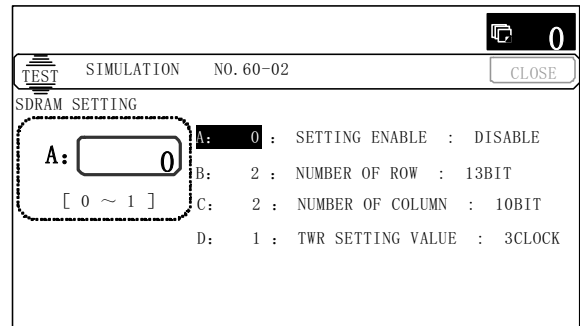 0
TEST SIMULATION NO.60-02 CLOSE
SDRAM SETTING
A: 0
[ 0 ～ 1 ]
A: 0 : SETTING ENABLE : DISABLE
B: 2 : NUMBER OF ROW : 13BIT
C: 2 : NUMBER OF COLUMN : 10BIT
D: 1 : TWR SETTING VALUE : 3CLOCK